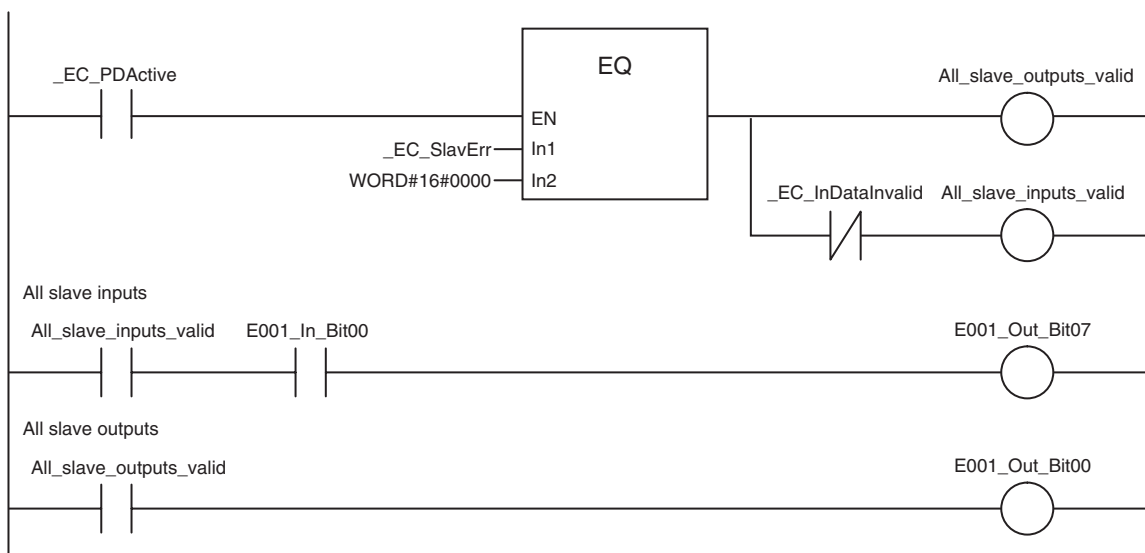 EQ
_EC_PDActive
All_slave_outputs_valid
EN
_EC_SlavErr
In1
WORD#16#0000
In2
_EC_InDataInvalid
All_slave_inputs_valid
All slave inputs
All_slave_inputs_valid
E001_In_Bit00
E001_Out_Bit07
All slave outputs
All_slave_outputs_valid
E001_Out_Bit00